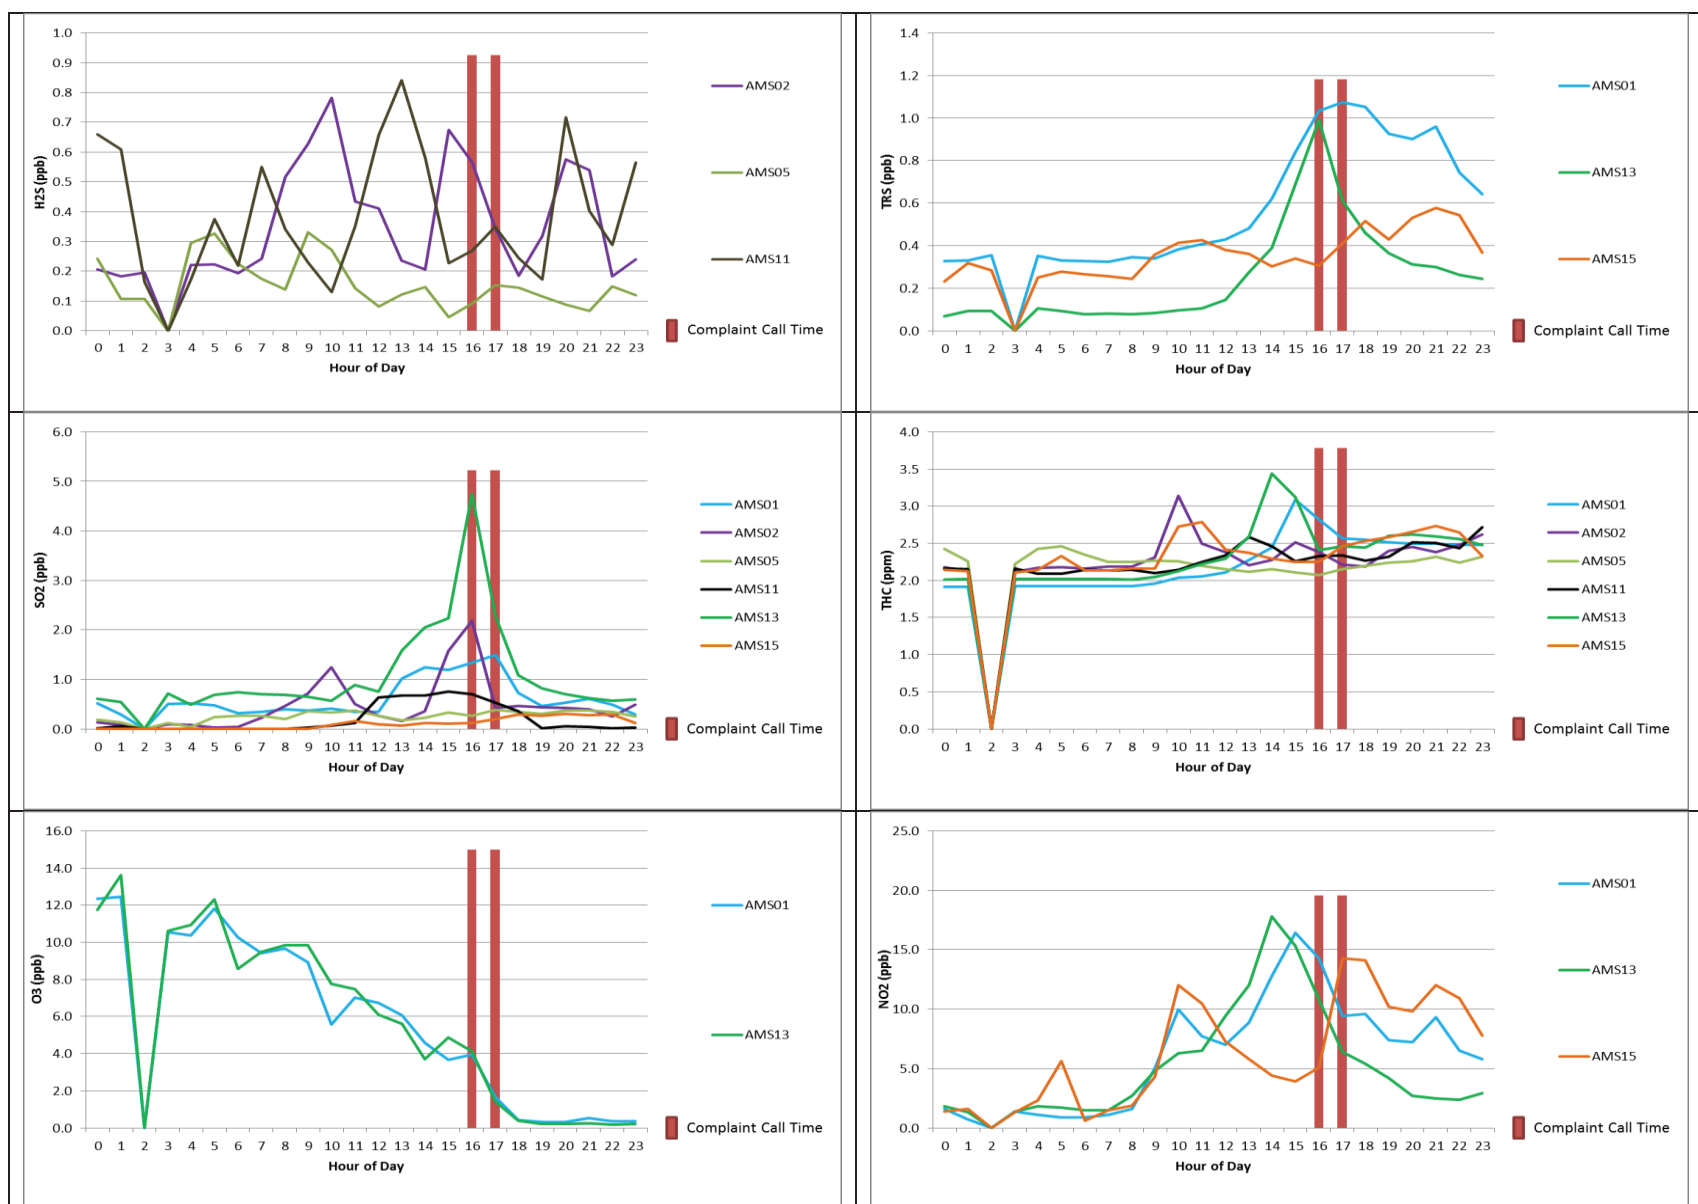 1.0
0.9
0.8
0.7
0.6
0.5
0.4
0.3
0.2
0.1
0.0
H2S (ppb)
0 1 2 3 4 5 6 7 8 9 10 11 12 13 14 15 16 17 18 19 20 21 22 23
Hour of Day
AMS02
AMS05
AMS11
Complaint Call Time
1.4
1.2
1.0
0.8
0.6
0.4
0.2
0.0
TRS (ppb)
0 1 2 3 4 5 6 7 8 9 10 11 12 13 14 15 16 17 18 19 20 21 22 23
Hour of Day
AMS01
AMS13
AMS15
Complaint Call Time
6.0
5.0
4.0
3.0
2.0
1.0
0.0
SO2 (ppb)
0 1 2 3 4 5 6 7 8 9 10 11 12 13 14 15 16 17 18 19 20 21 22 23
Hour of Day
AMS01
AMS02
AMS05
AMS11
AMS13
AMS15
Complaint Call Time
4.0
3.5
3.0
2.5
2.0
1.5
1.0
0.5
0.0
THC (ppm)
0 1 2 3 4 5 6 7 8 9 10 11 12 13 14 15 16 17 18 19 20 21 22 23
Hour of Day
AMS01
AMS02
AMS05
AMS11
AMS13
AMS15
Complaint Call Time
16.0
14.0
12.0
10.0
8.0
6.0
4.0
2.0
0.0
O3 (ppb)
0 1 2 3 4 5 6 7 8 9 10 11 12 13 14 15 16 17 18 19 20 21 22 23
Hour of Day
AMS01
AMS13
Complaint Call Time
25.0
20.0
15.0
10.0
5.0
0.0
NO2 (ppb)
0 1 2 3 4 5 6 7 8 9 10 11 12 13 14 15 16 17 18 19 20 21 22 23
Hour of Day
AMS01
AMS13
AMS15
Complaint Call Time